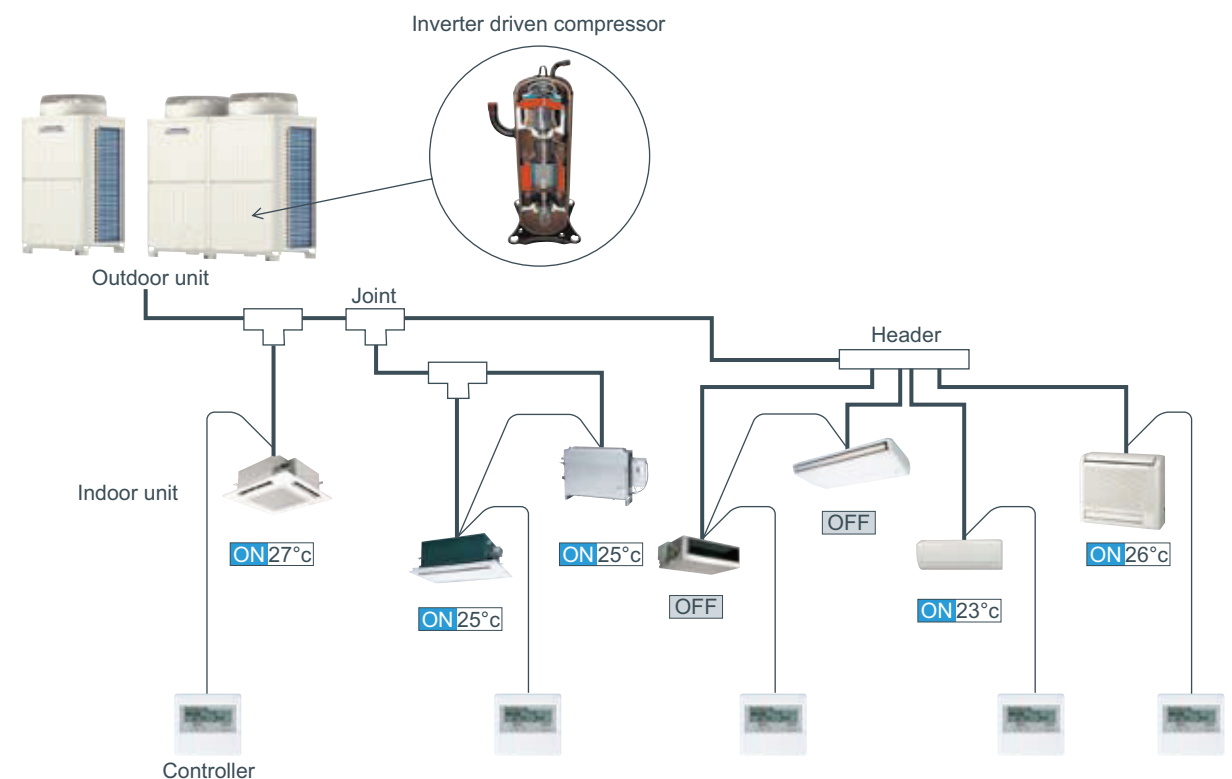 Inverter driven compressor
Outdoor unit
Joint
Header
Indoor unit
OFF
ON 27°c
ON 25°c
ON 26°c
OFF
ON 25°c
ON 23°c
Controller